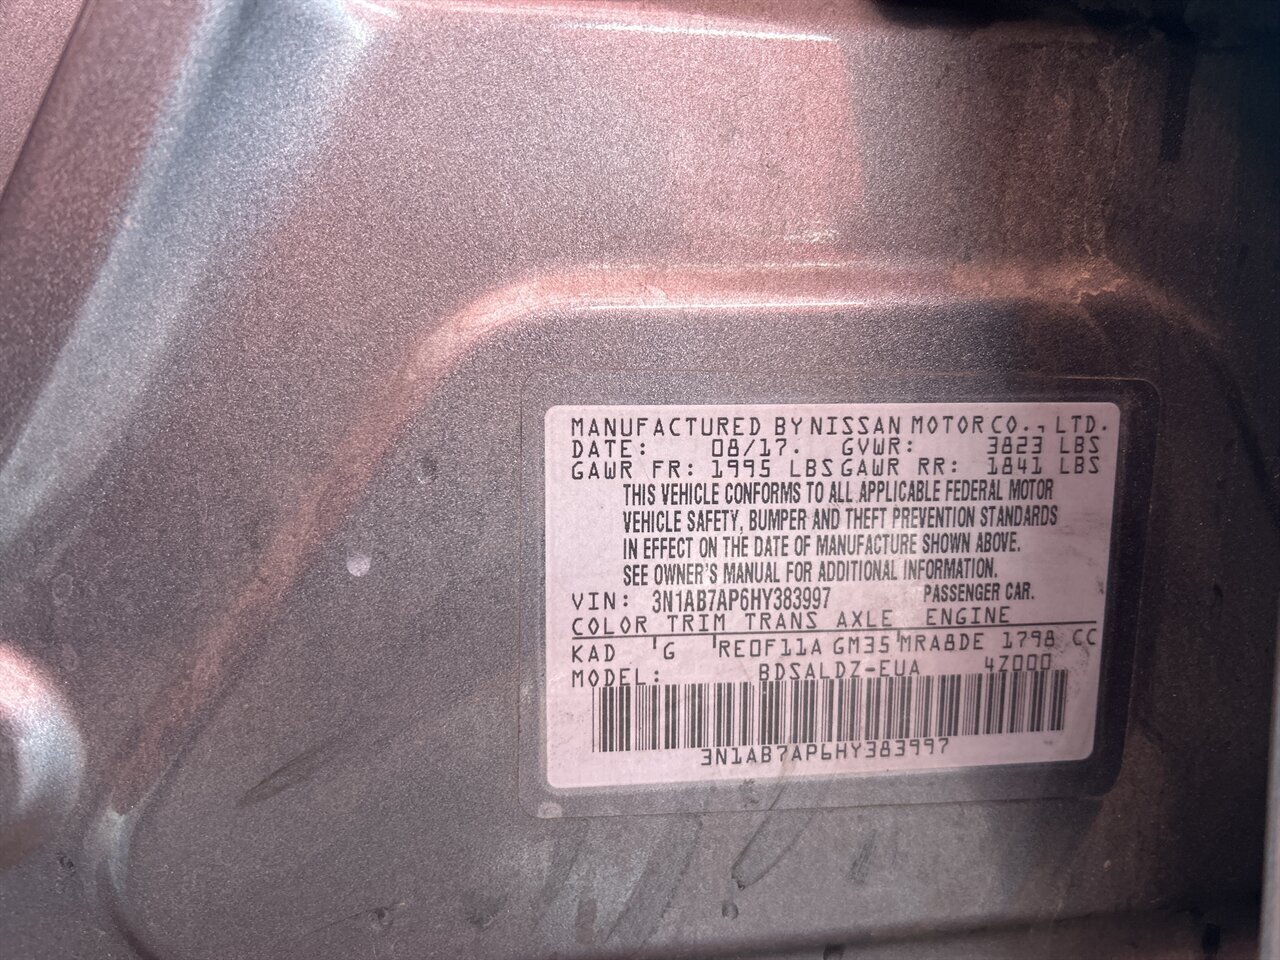 MANUFACTURED BY NISSAN MOTOR CO., LTD.
DATE: 08/17. GVWR: 3823 LBS
GAWR FR: 1995 LBS GAWR RR: 1841 LBS
THIS VEHICLE CONFORMS TO ALL APPLICABLE FEDERAL MOTOR
VEHICLE SAFETY, BUMPER AND THEFT PREVENTION STANDARDS
IN EFFECT ON THE DATE OF MANUFACTURE SHOWN ABOVE.
SEE OWNER'S MANUAL FOR ADDITIONAL INFORMATION.
VIN: 3N1AB7AP6HY383997 PASSENGER CAR.
COLOR TRIM TRANS AXLE ENGINE
KAD 'G 'RE0F11A GM35'MRA8DE 1798 CC
MODEL: BDSALDZ-EUA 4Z000
3N1AB7AP6HY383997